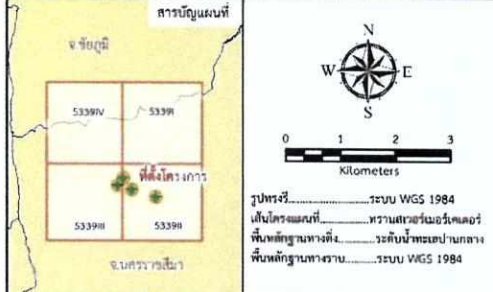 สารบัญแผนที่
จ.ชัยภูมิ
5339IV 5339I
ที่ตั้งโครงการ
5339III 5339II
จ.นครราชสีมา
N
W E
S
0 1 2 3
Kilometers
รูปทรงรี..................ระบบ WGS 1984
เส้นโครงแผนที่..................ทรานสเวอร์เมอร์เคเตอร์
พื้นหลักฐานทางดิ่ง.........ระดับน้ำทะเลปานกลาง
พื้นหลักฐานทางราบ.........ระบบ WGS 1984